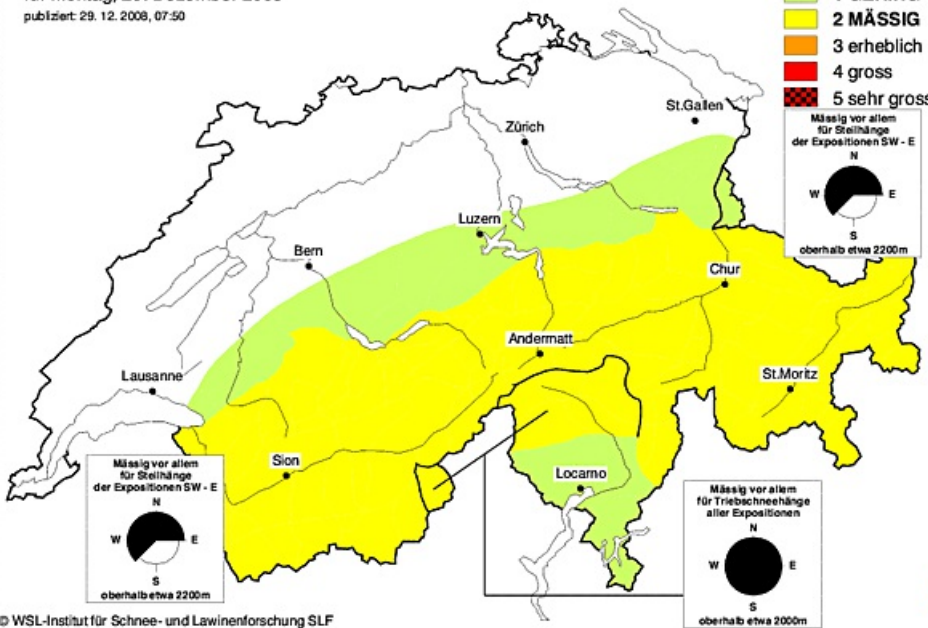 publiziert: 29. 12. 2008, 07:50
2 MÄSSIG
3 erheblich
4 gross
5 sehr gross
St.Gallen
Zürich
Mässig vor allem
für Steilhänge
der Expositionen SW - E
N
W E
S
oberhalb etwa 2200m
Luzern
Bern
Chur
Andermatt
Lausanne
St.Moritz
Sion
Locarno
Mässig vor allem
für Steilhänge
der Expositionen SW - E
N
W E
S
oberhalb etwa 2200m
Mässig vor allem
für Triebschneehänge
aller Expositionen
N
W E
S
oberhalb etwa 2000m
© WSL-Institut für Schnee- und Lawinenforschung SLF